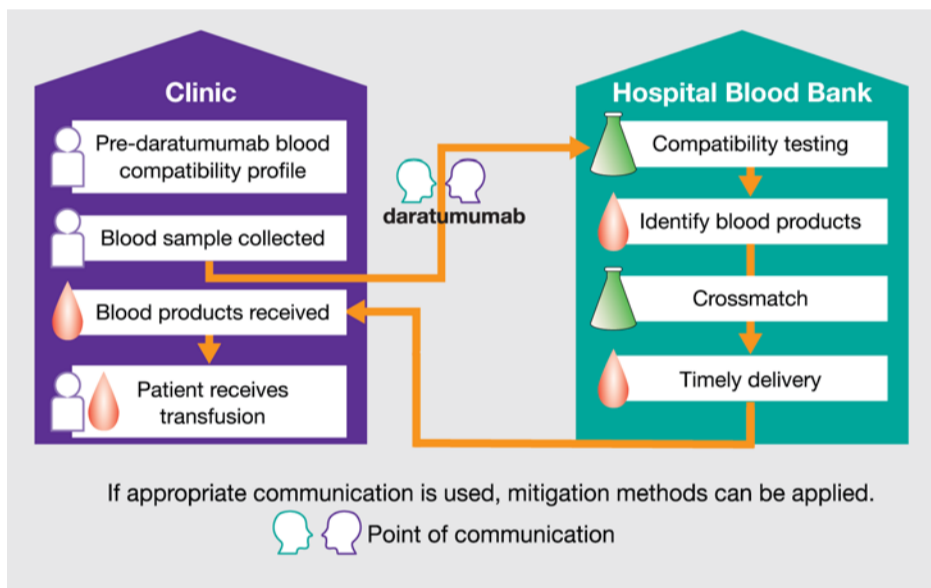 Clinic
Pre-daratumumab blood
compatibility profile
Blood sample collected
Blood products received
Patient receives
transfusion
daratumumab
Hospital Blood Bank
Compatibility testing
Identify blood products
Crossmatch
Timely delivery
If appropriate communication is used, mitigation methods can be applied.
Point of communication